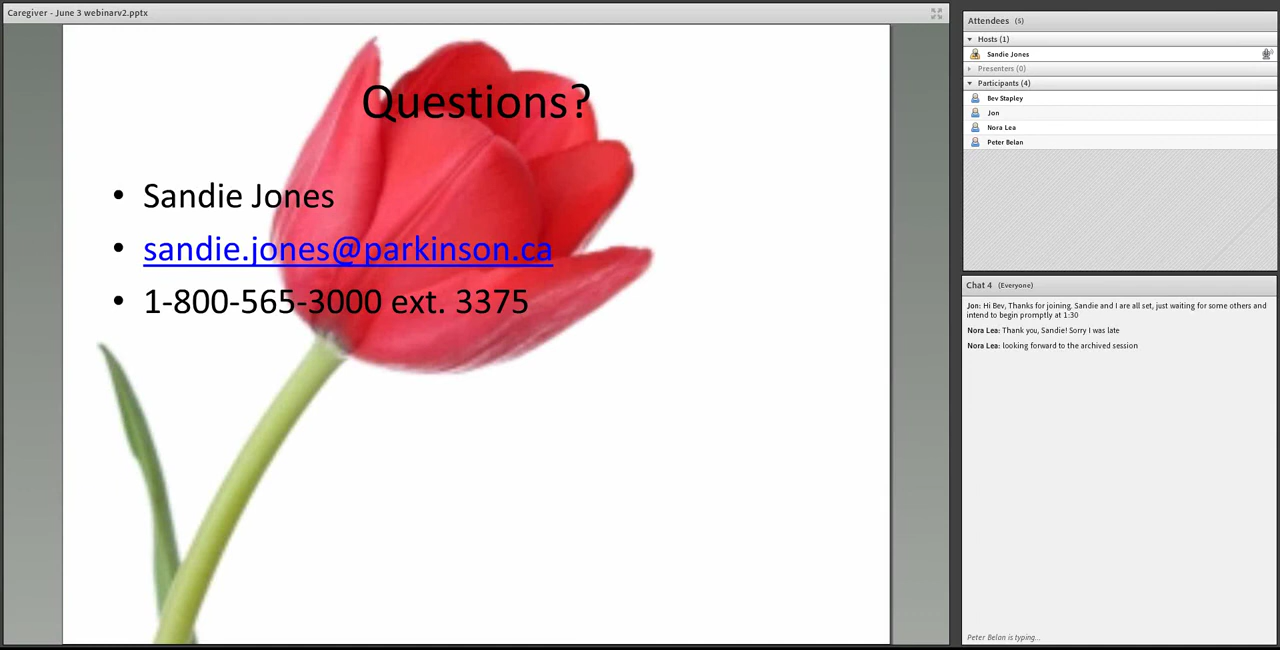 Caregiver - June 3 webinarv2.pptx
Questions?
• Sandie Jones
• sandie.jones@parkinson.ca
• 1-800-565-3000 ext. 3375
Attendees (5)
Hosts (1)
Sandie Jones
Presenters (0)
Participants (4)
Bev Stapley
Jon
Nora Lea
Peter Belan
Chat 4 (Everyone)
Jon: Hi Bev, Thanks for joining. Sandie and I are all set, just waiting for some others and
intend to begin promptly at 1:30
Nora Lea: Thank you, Sandie! Sorry I was late
Nora Lea: looking forward to the archived session
Peter Belan is typing...